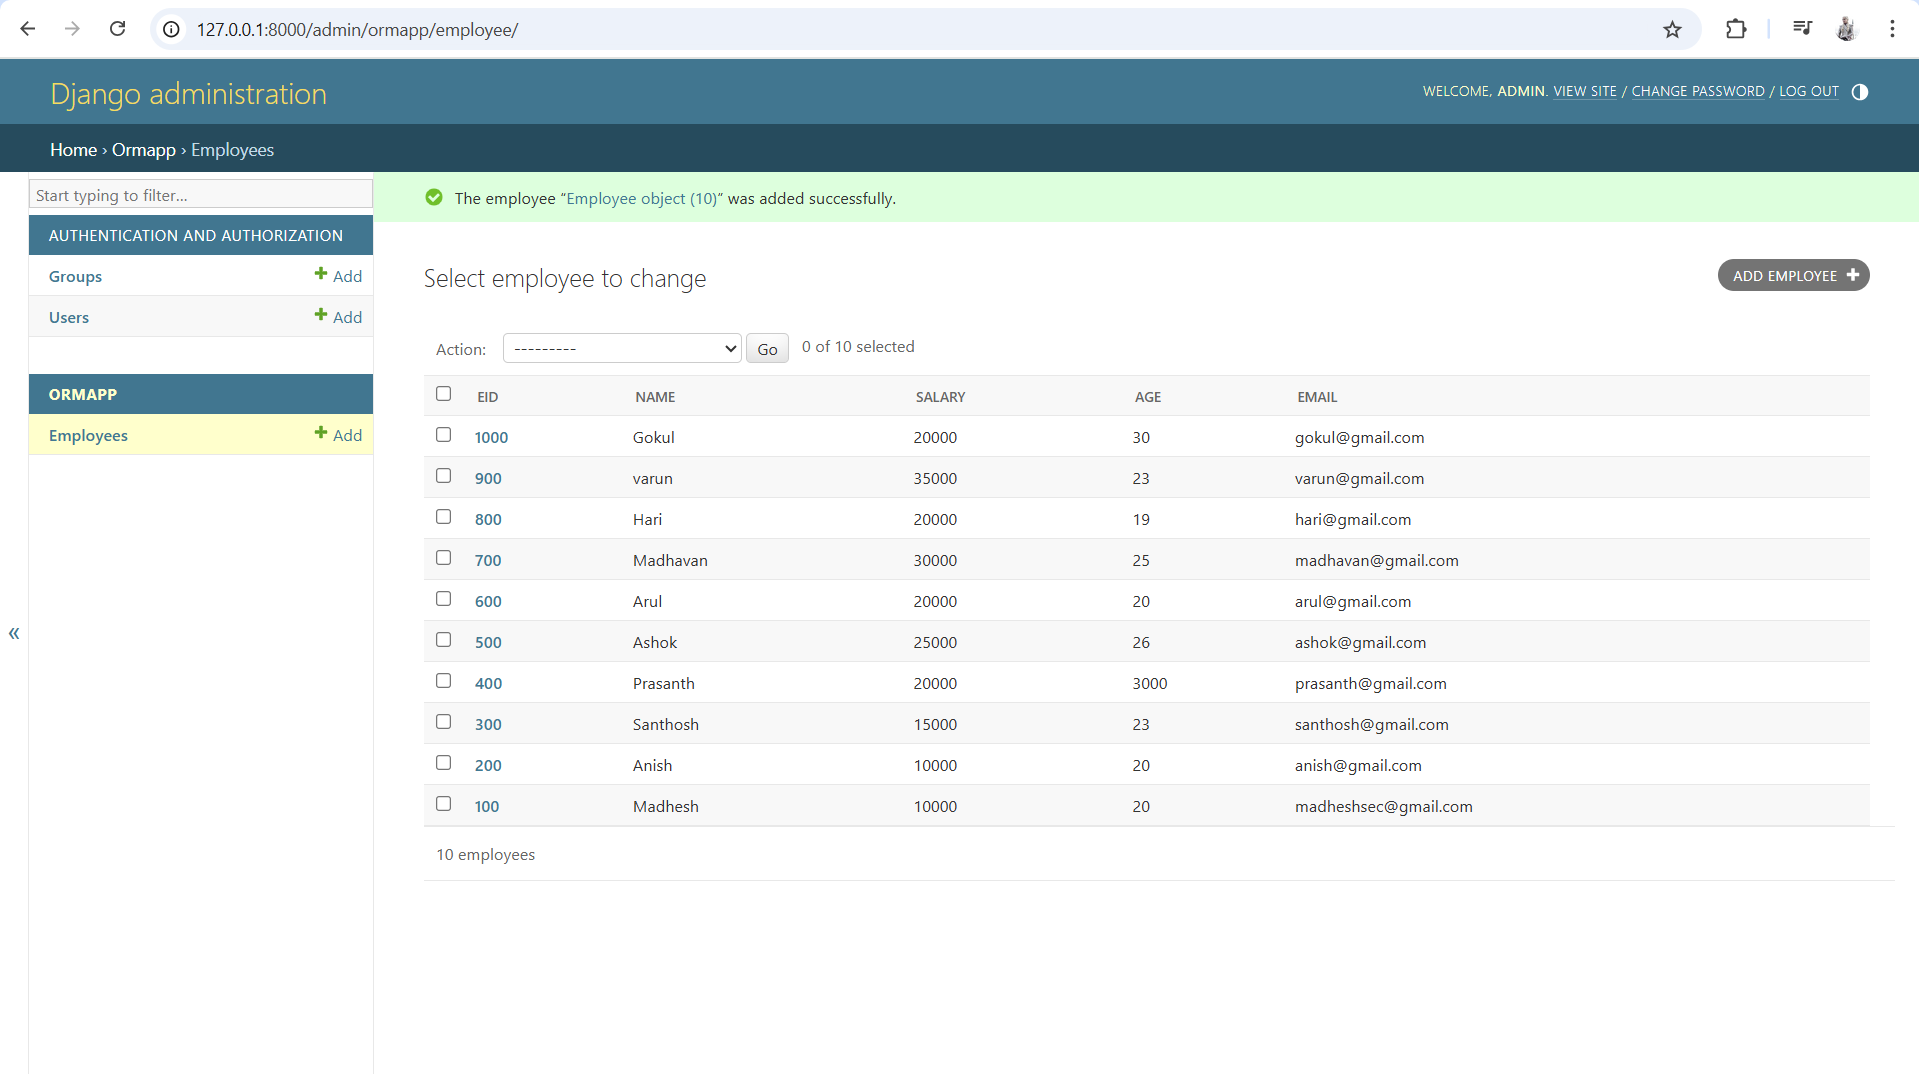 127.0.0.1:8000/admin/ormapp/employee/
Django administration
WELCOME, ADMIN. VIEW SITE / CHANGE PASSWORD / LOG OUT
Home › Ormapp › Employees
Start typing to filter...
AUTHENTICATION AND AUTHORIZATION
Groups + Add
Users + Add
ORMAPP
Employees + Add
«
The employee “Employee object (10)” was added successfully.
Select employee to change
ADD EMPLOYEE +
Action: --------- Go 0 of 10 selected
EID NAME SALARY AGE EMAIL
1000 Gokul 20000 30 gokul@gmail.com
900 varun 35000 23 varun@gmail.com
800 Hari 20000 19 hari@gmail.com
700 Madhavan 30000 25 madhavan@gmail.com
600 Arul 20000 20 arul@gmail.com
500 Ashok 25000 26 ashok@gmail.com
400 Prasanth 20000 3000 prasanth@gmail.com
300 Santhosh 15000 23 santhosh@gmail.com
200 Anish 10000 20 anish@gmail.com
100 Madhesh 10000 20 madheshsec@gmail.com
10 employees